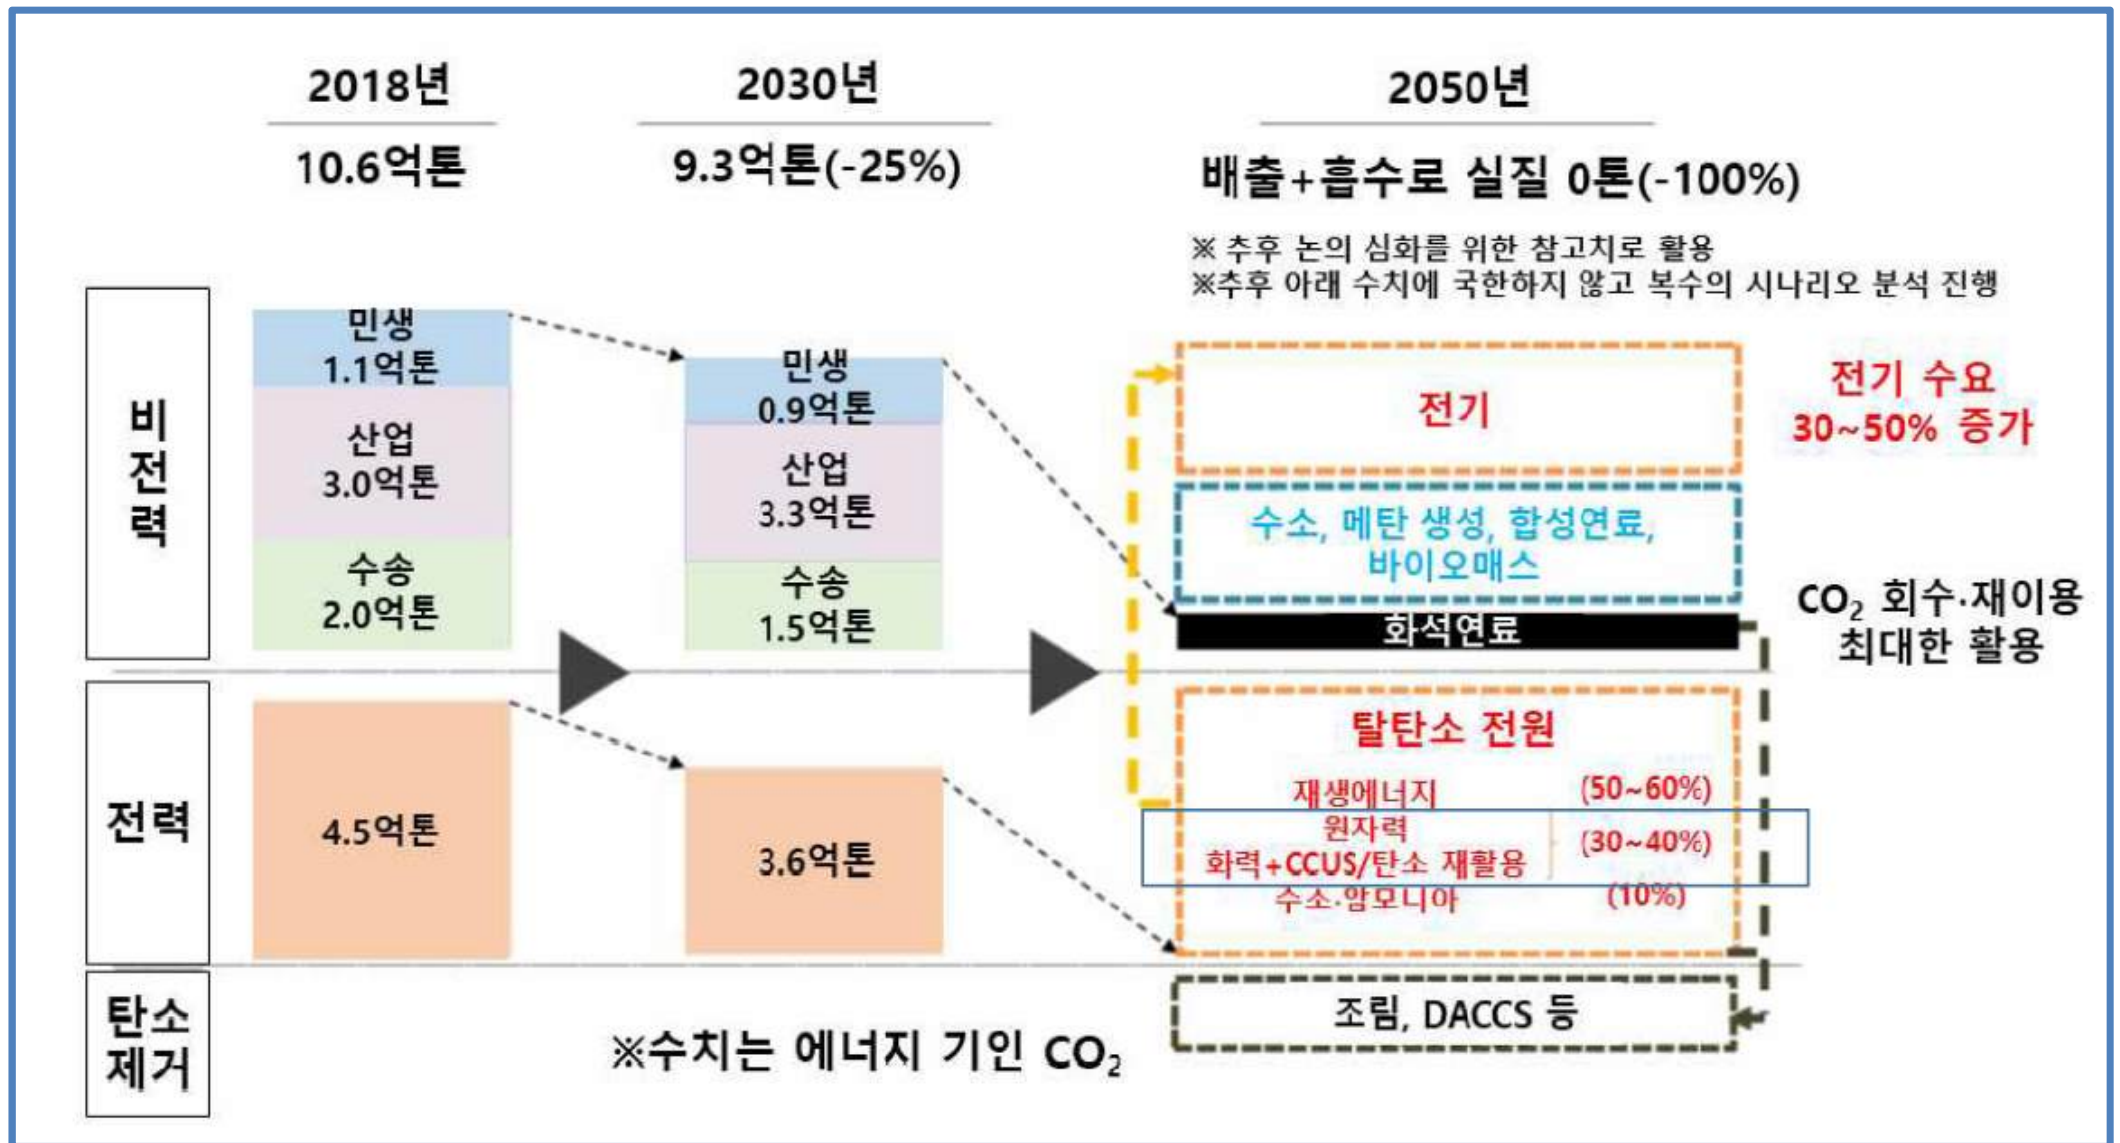 2018년
10.6억톤
2030년
9.3억톤(-25%)
2050년
배출+흡수로 실질 0톤(-100%)
※ 추후 논의 심화를 위한 참고치로 활용
※추후 아래 수치에 국한하지 않고 복수의 시나리오 분석 진행
비
전
력
민생
1.1억톤
산업
3.0억톤
수송
2.0억톤
민생
0.9억톤
산업
3.3억톤
수송
1.5억톤
전기
전기 수요
30~50% 증가
수소, 메탄 생성, 합성연료,
바이오매스
화석연료
CO₂ 회수·재이용
최대한 활용
전력
4.5억톤
3.6억톤
탈탄소 전원
재생에너지 (50~60%)
원자력
화력+CCUS/탄소 재활용 (30~40%)
수소·암모니아 (10%)
탄소
제거
※수치는 에너지 기인 CO₂
조림, DACCS 등